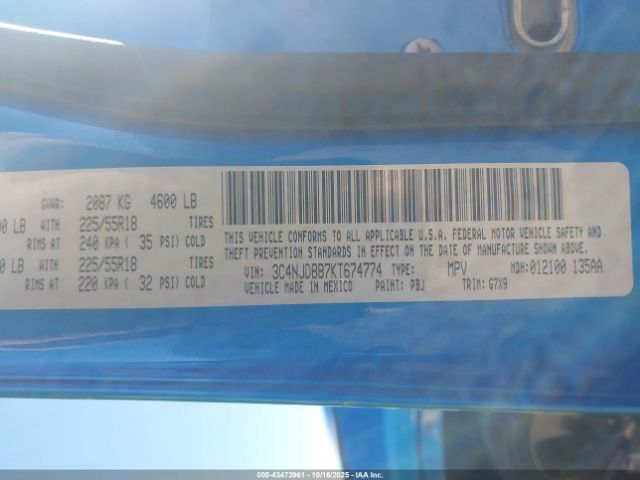 GVWR: 2087 KG 4600 LB
LB WITH 225/55R18 TIRES
RIMS AT 240 KPA ( 35 PSI) COLD
LB WITH 225/55R18 TIRES
RIMS AT 220 KPA ( 32 PSI) COLD
THIS VEHICLE CONFORMS TO ALL APPLICABLE U.S.A. FEDERAL MOTOR VEHICLE SAFETY AND
THEFT PREVENTION STANDARDS IN EFFECT ON THE DATE OF MANUFACTURE SHOWN ABOVE.
VIN: 3C4NJDBB7KT674774 TYPE: MPV MDH:012100 135AA
VEHICLE MADE IN MEXICO PAINT: PBJ TRIM: G7X9
000-43473961 - 10/16/2025 - IAA Inc.